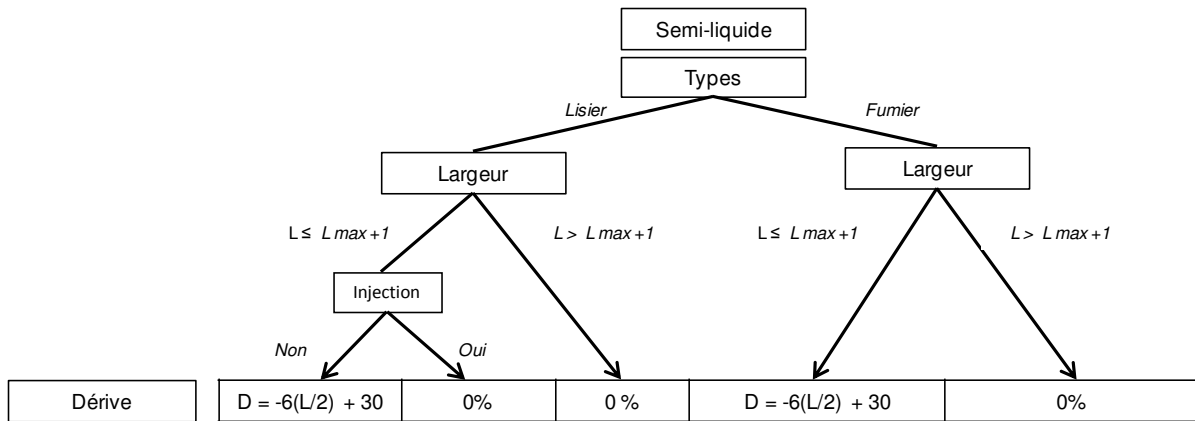 Semi-liquide
Types
Lisier
Fumier
Largeur
Largeur
L ≤ L max+1
L > L max+1
L ≤ L max+1
L > L max+1
Injection
Non
Oui
Dérive
D = -6(L/2) + 30
0%
0 %
D = -6(L/2) + 30
0%